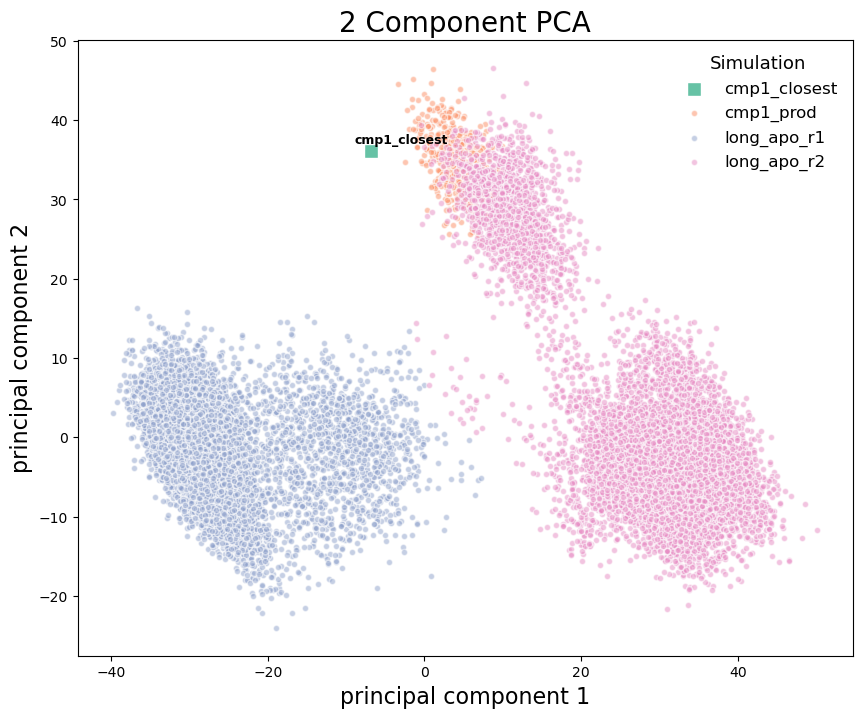 2 Component PCA
Simulation
cmp1_closest
cmp1_prod
long_apo_r1
long_apo_r2
cmp1_closest
50
40
30
20
10
0
−10
−20
principal component 2
−40
−20
0
20
40
principal component 1